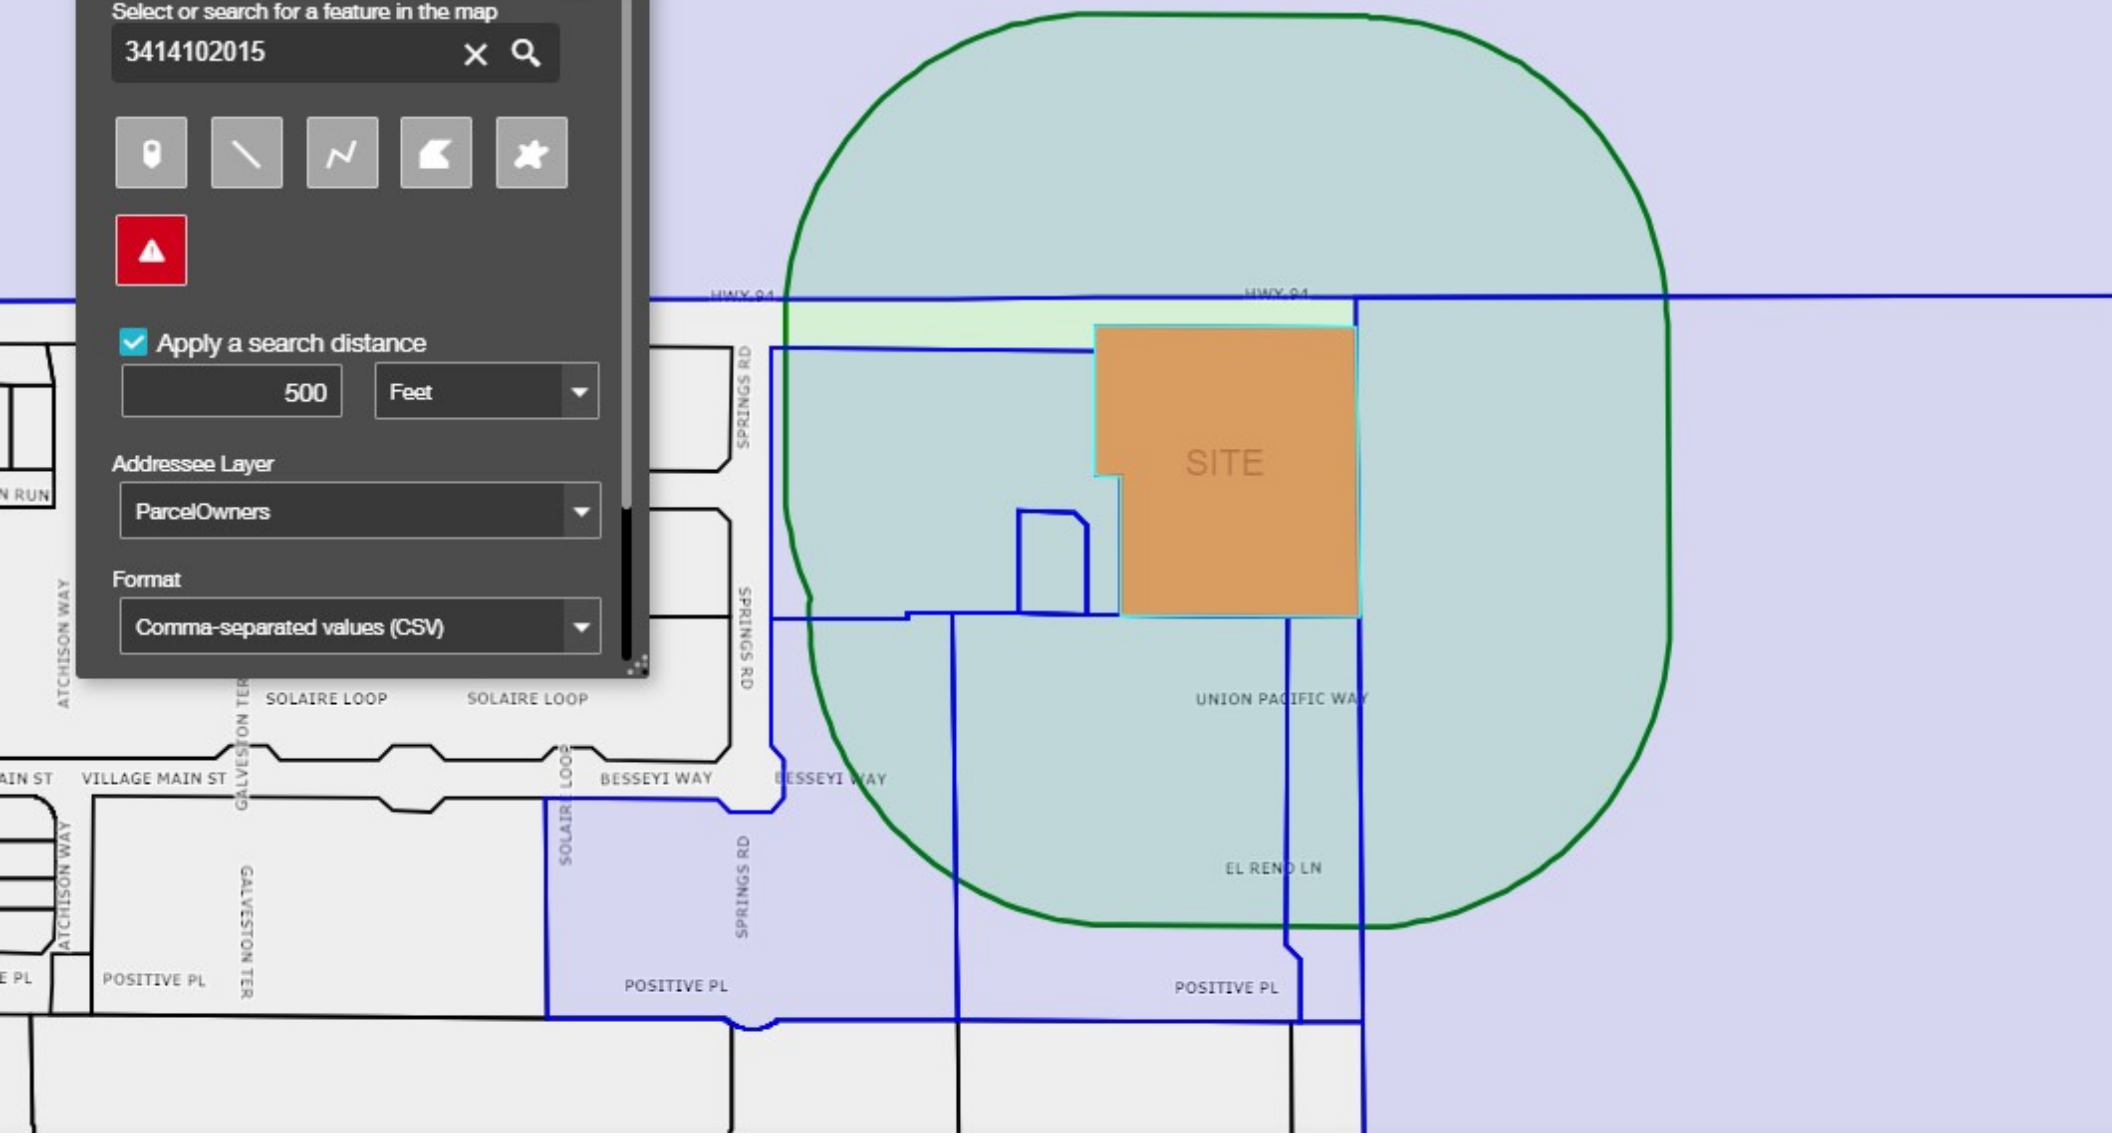 Select or search for a feature in the map
3414102015
Apply a search distance
500 Feet
Addressee Layer
ParcelOwners
Format
Comma-separated values (CSV)
HWY 94
HWY 94
SITE
SPRINGS RD
N RUN
ATCHISON WAY
SPRINGS RD
GALVESTON TER
SOLAIRE LOOP
SOLAIRE LOOP
UNION PACIFIC WAY
AIN ST
VILLAGE MAIN ST
SOLAIRE LOOP
BESSEYI WAY
BESSEYI WAY
ATCHISON WAY
GALVESTON TER
SPRINGS RD
EL RENO LN
E PL
POSITIVE PL
POSITIVE PL
POSITIVE PL